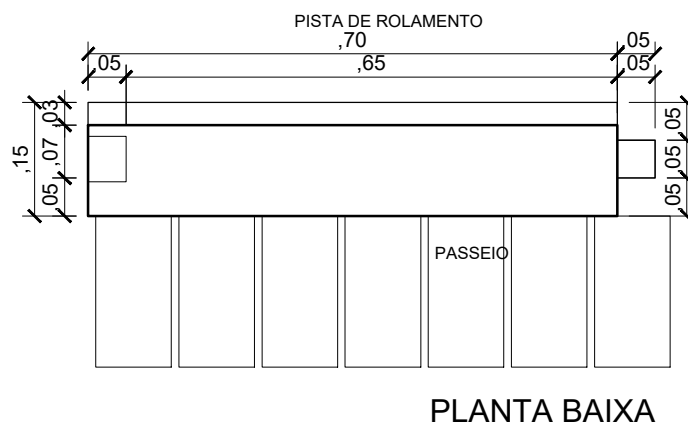 PISTA DE ROLAMENTO
,70 ,05
,05 ,65 ,05
,15 ,03 ,07 ,05
,05 ,05 ,05
PASSEIO
PLANTA BAIXA